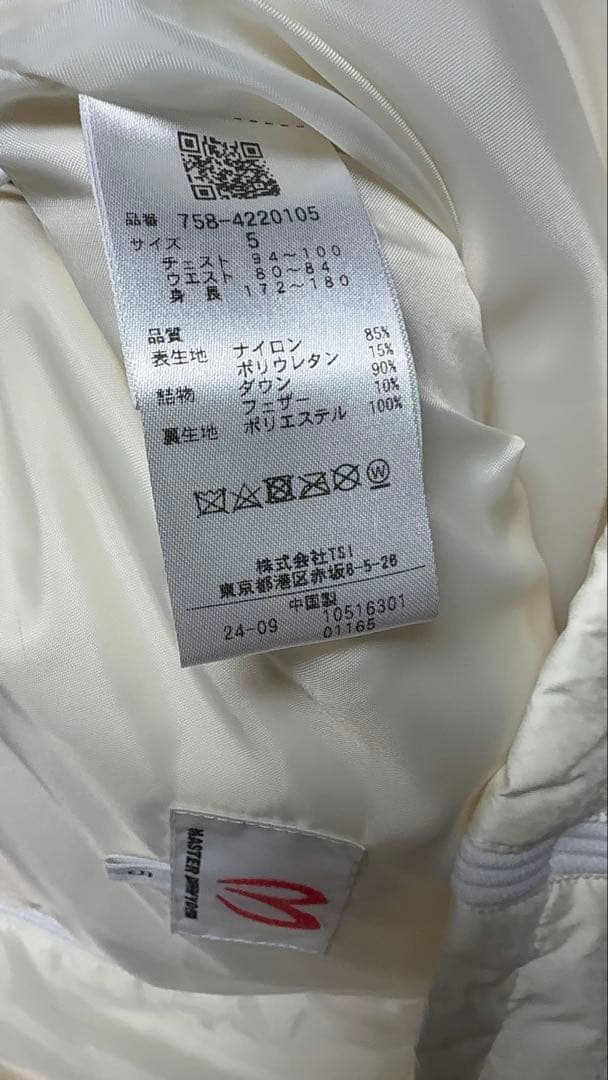 品番 758-4220105
サイズ 5
チェスト 94～100
ウエスト 80～84
身長 172～180
品質
表生地 ナイロン 85%
ポリウレタン 15%
詰物 ダウン 90%
フェザー 10%
裏生地 ポリエステル 100%
W
株式会社TSI
東京都港区赤坂8-5-28
中国製
24-09 10516301
01165
MASTER BUNNY
5